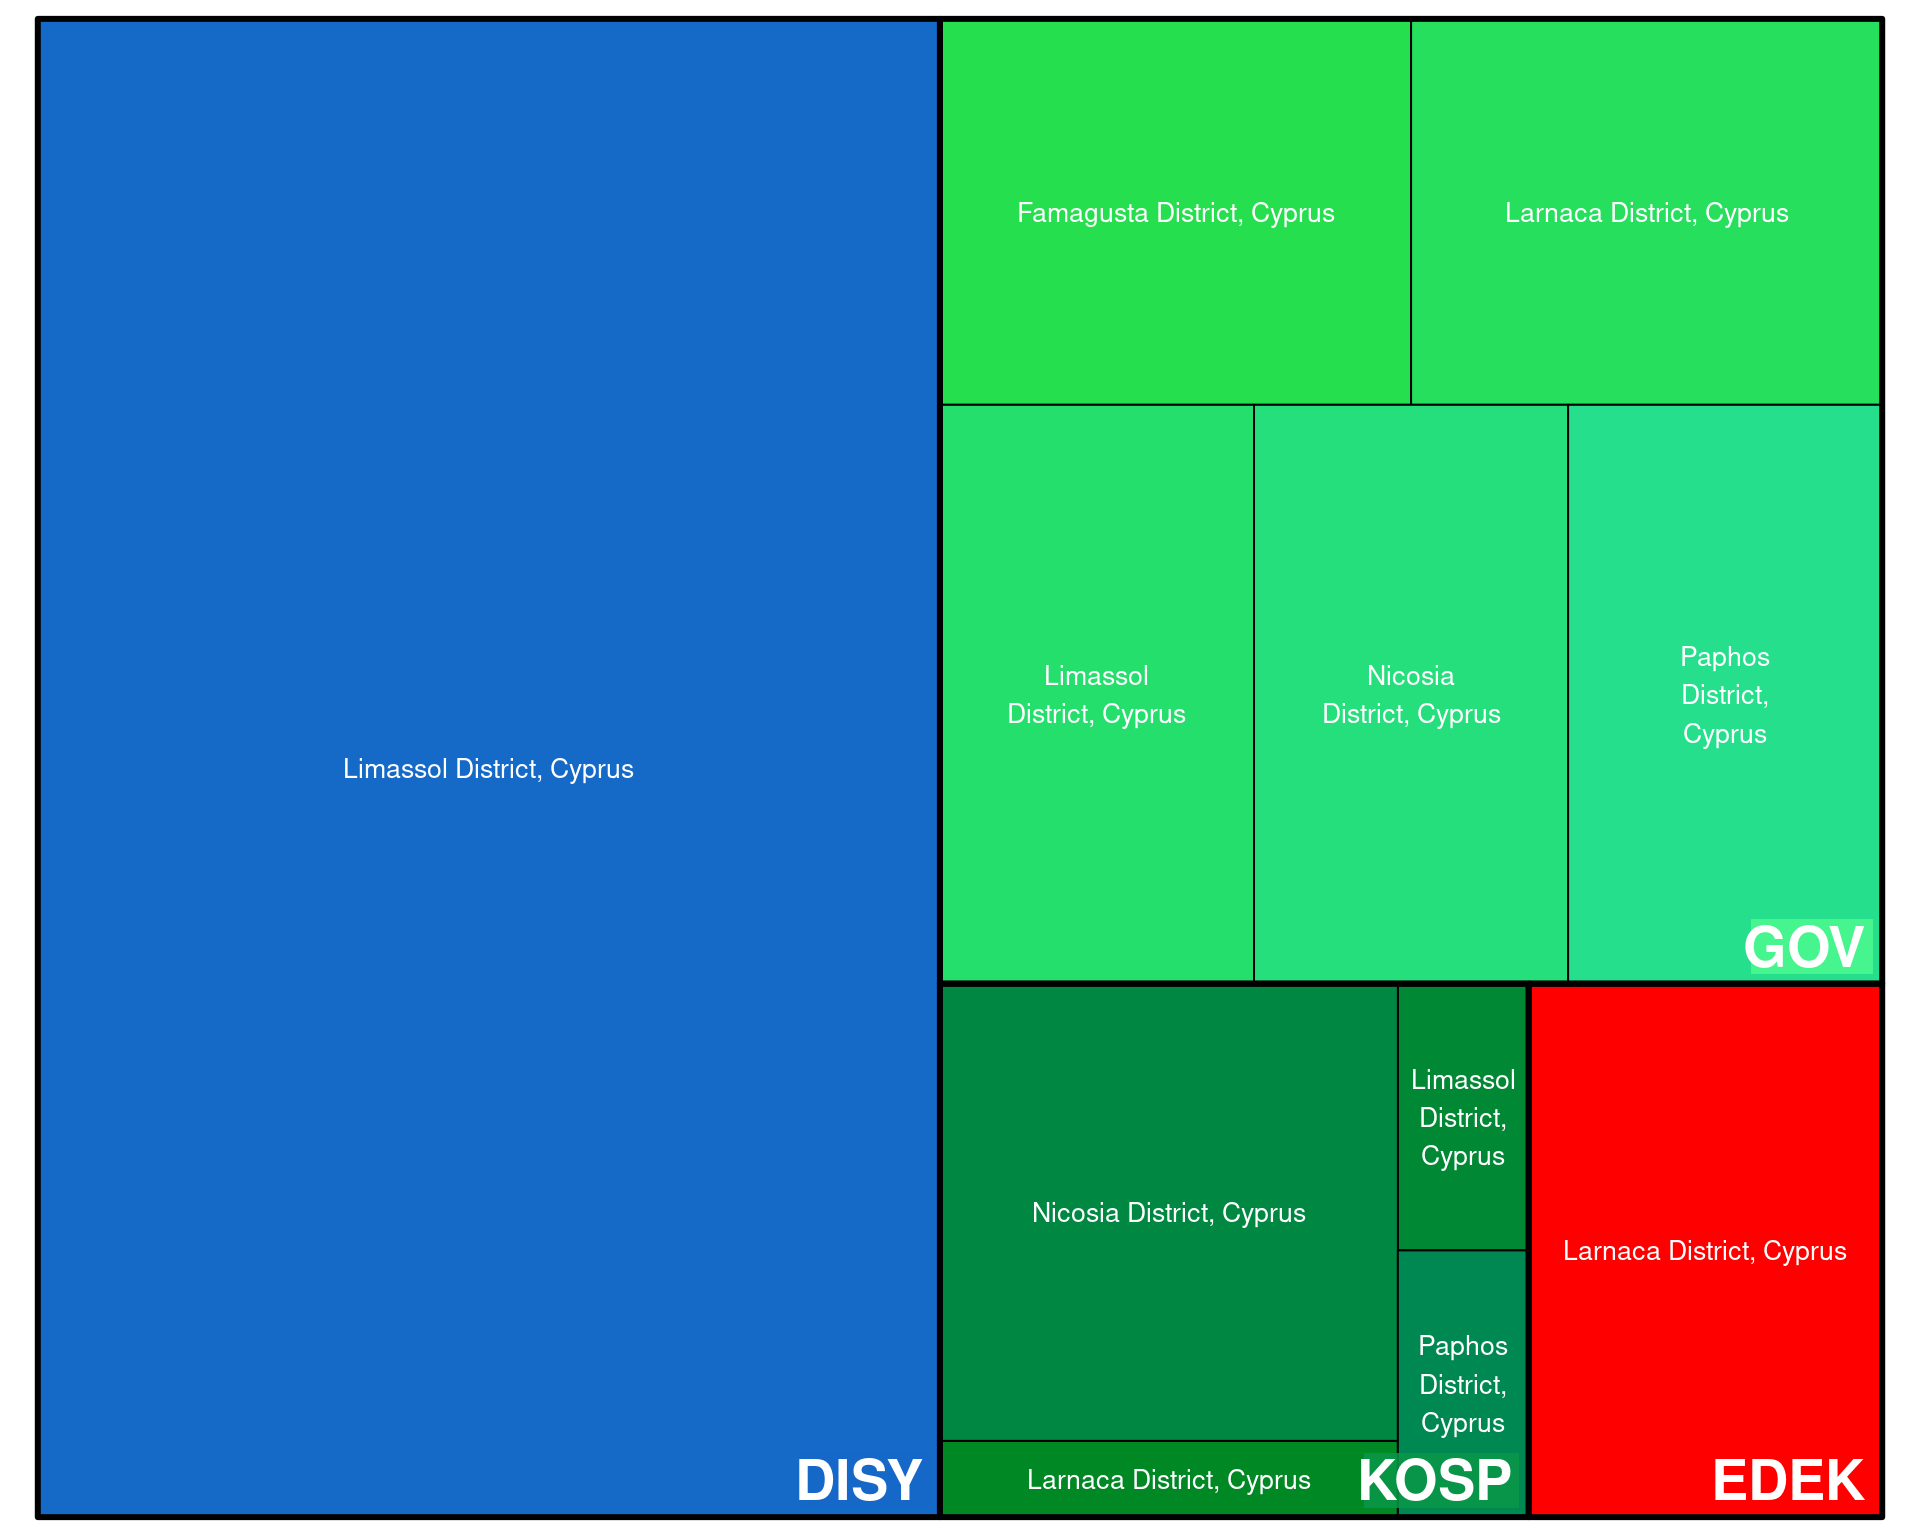 Limassol District, Cyprus
DISY
Famagusta District, Cyprus
Larnaca District, Cyprus
Limassol
District, Cyprus
Nicosia
District, Cyprus
Paphos
District,
Cyprus
GOV
Nicosia District, Cyprus
Limassol
District,
Cyprus
Paphos
District,
Cyprus
Larnaca District, Cyprus
KOSP
Larnaca District, Cyprus
EDEK